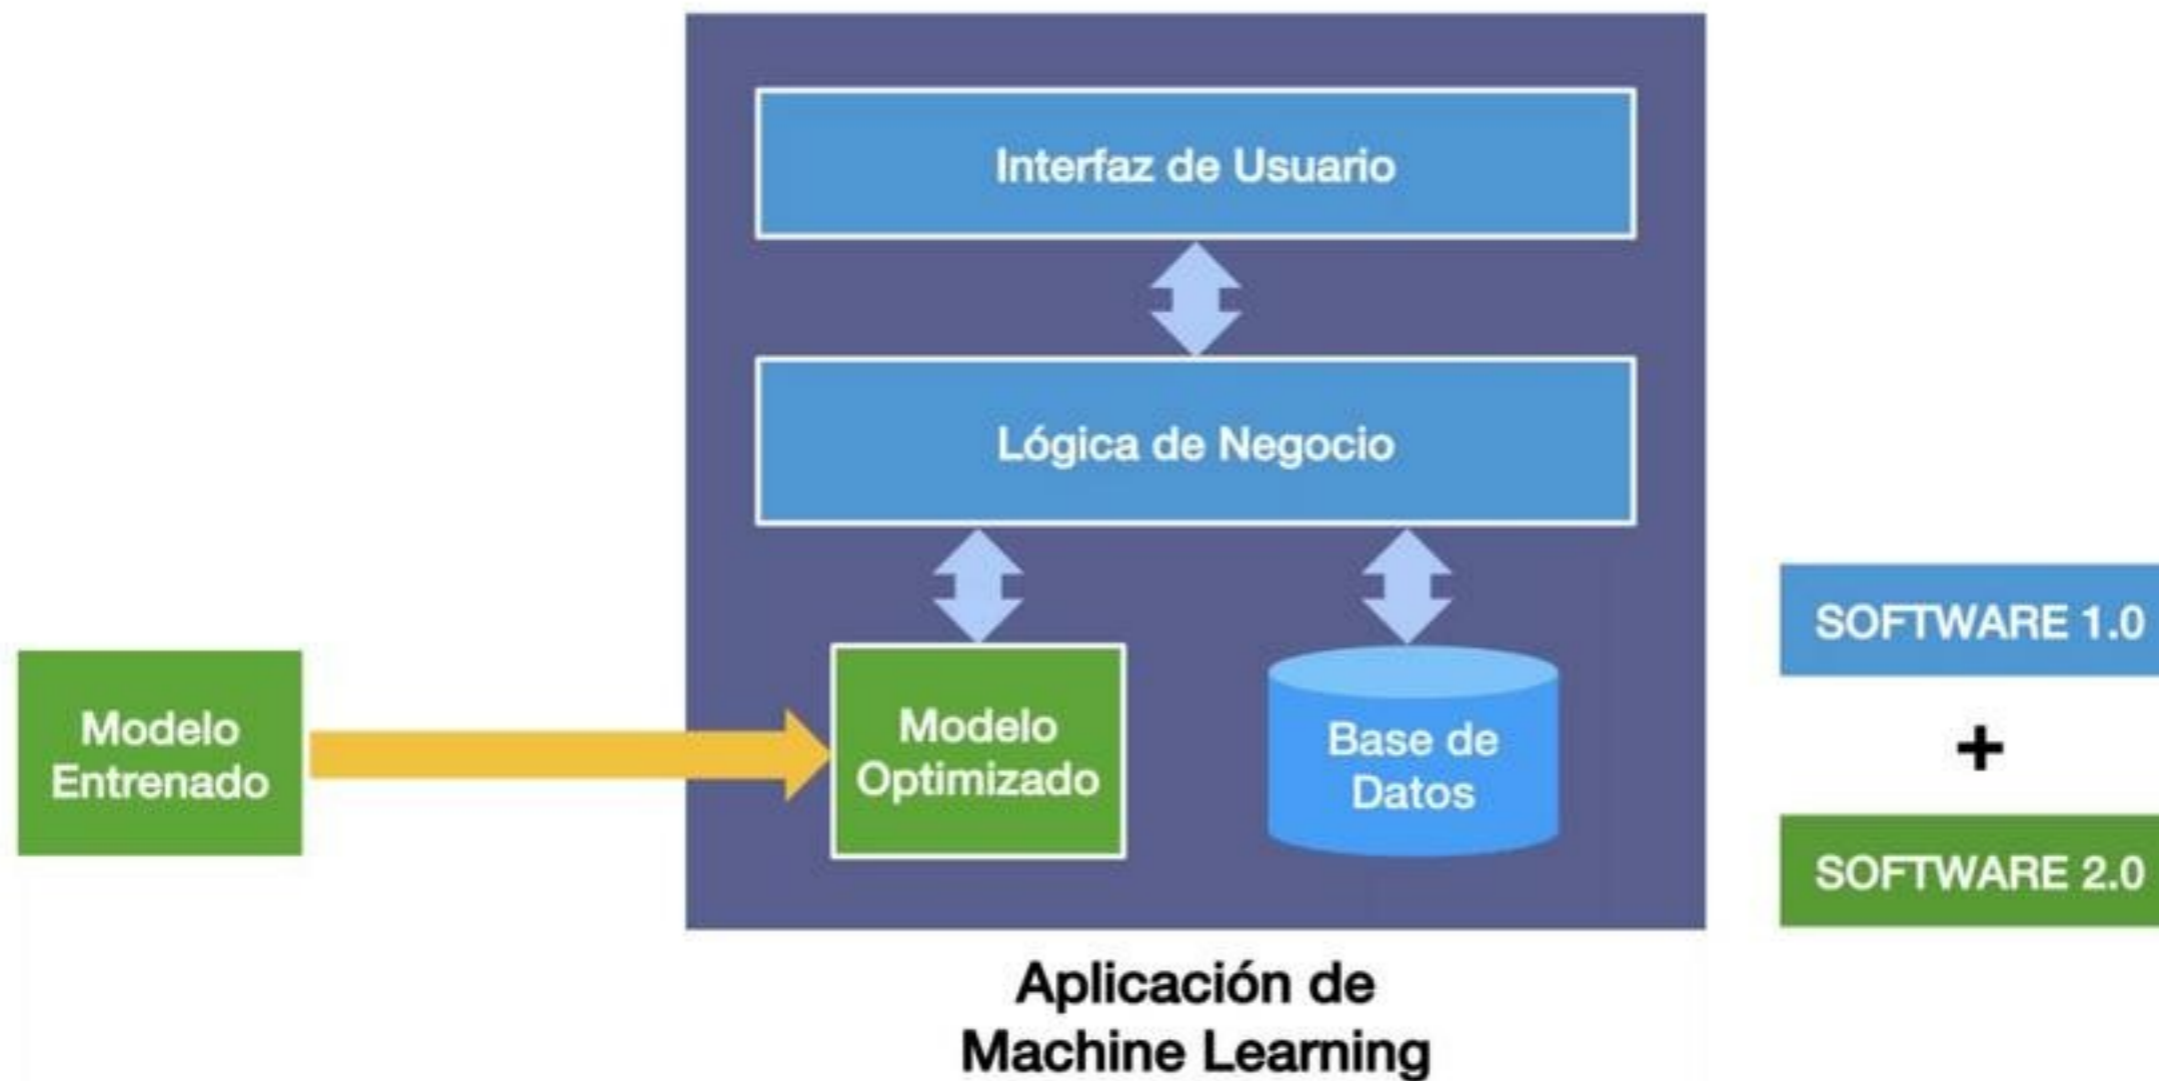 Interfaz de Usuario
Lógica de Negocio
Modelo
Entrenado
Modelo
Optimizado
Base de
Datos
SOFTWARE 1.0
+
SOFTWARE 2.0
Aplicación de
Machine Learning